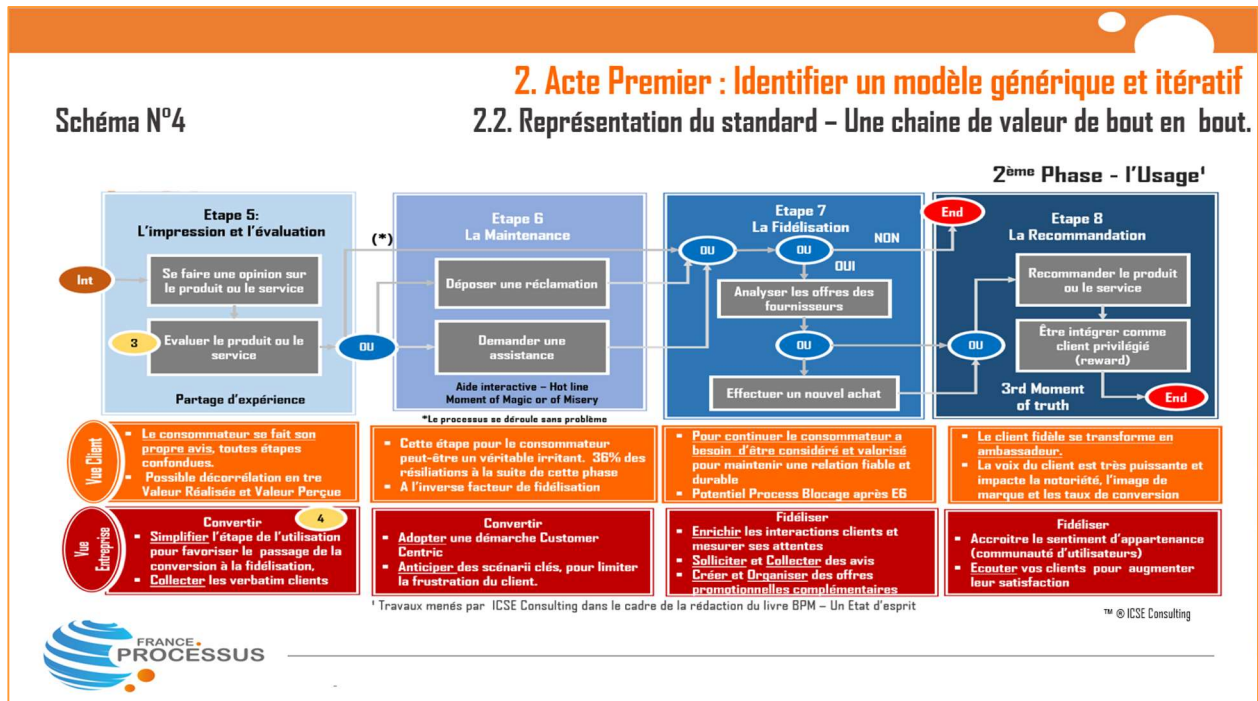 2. Acte Premier : Identifier un modèle générique et itératif
Schéma N°4
2.2. Représentation du standard – Une chaine de valeur de bout en bout.
2ème Phase - l'Usage¹
Etape 5:
L'impression et l'évaluation
Int
Se faire une opinion sur
le produit ou le service
3
Evaluer le produit ou le
service
Partage d'expérience
(*)
OU
Etape 6
La Maintenance
Déposer une réclamation
Demander une
assistance
Aide interactive – Hot line
Moment of Magic or of Misery
*Le processus se déroule sans problème
Etape 7
La Fidélisation
OU
OU
NON
OUI
Analyser les offres des
fournisseurs
OU
Effectuer un nouvel achat
End
Etape 8
La Recommandation
Recommander le produit
ou le service
OU
Être intégrer comme
client privilégié
(reward)
3rd Moment
of truth
End
Vue Client
▪ Le consommateur se fait son
propre avis, toutes étapes
confondues.
▪ Possible décorrélation en tre
Valeur Réalisée et Valeur Perçue
▪ Cette étape pour le consommateur
peut-être un véritable irritant. 36% des
résiliations à la suite de cette phase
▪ A l'inverse facteur de fidélisation
▪ Pour continuer le consommateur a
besoin d'être considéré et valorisé
pour maintenir une relation fiable et
durable
▪ Potentiel Process Blocage après E6
▪ Le client fidèle se transforme en
ambassadeur.
▪ La voix du client est très puissante et
impacte la notoriété, l'image de
marque et les taux de conversion
Vue
Entreprise
Convertir
4
▪ Simplifier l'étape de l'utilisation
pour favoriser le passage de la
conversion à la fidélisation,
▪ Collecter les verbatim clients
Convertir
▪ Adopter une démarche Customer
Centric
▪ Anticiper des scénarii clés, pour limiter
la frustration du client.
Fidéliser
▪ Enrichir les interactions clients et
mesurer ses attentes
▪ Solliciter et Collecter des avis
▪ Créer et Organiser des offres
promotionnelles complémentaires
Fidéliser
▪ Accroitre le sentiment d'appartenance
(communauté d'utilisateurs)
▪ Ecouter vos clients pour augmenter
leur satisfaction
¹ Travaux menés par ICSE Consulting dans le cadre de la rédaction du livre BPM – Un Etat d'esprit
™ ® ICSE Consulting
FRANCE
PROCESSUS